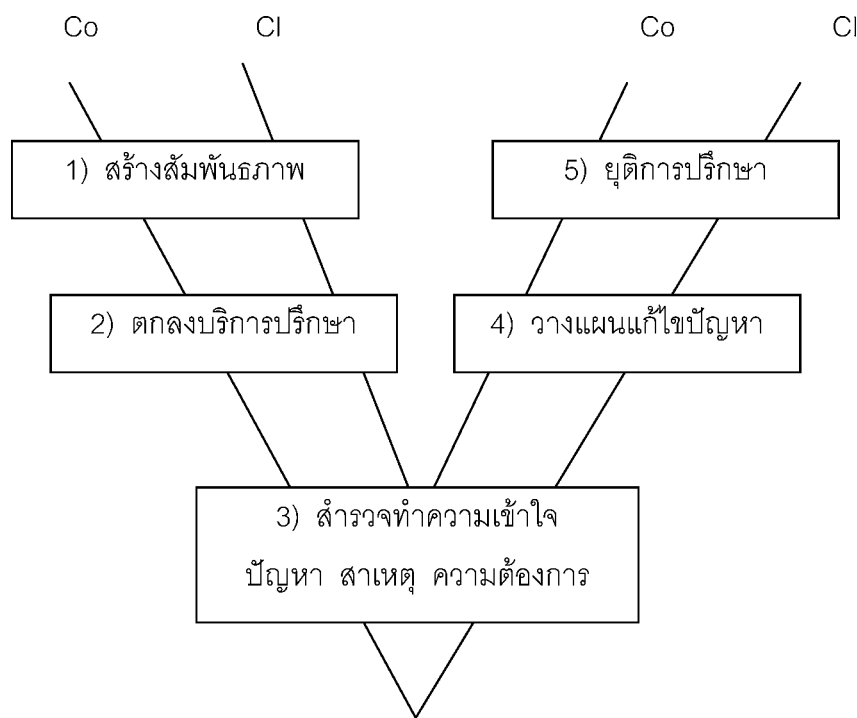 Co Cl Co Cl
1) สร้างสัมพันธภาพ
5) ยุติการปรึกษา
2) ตกลงบริการปรึกษา
4) วางแผนแก้ไขปัญหา
3) สำรวจทำความเข้าใจ
ปัญหา สาเหตุ ความต้องการ